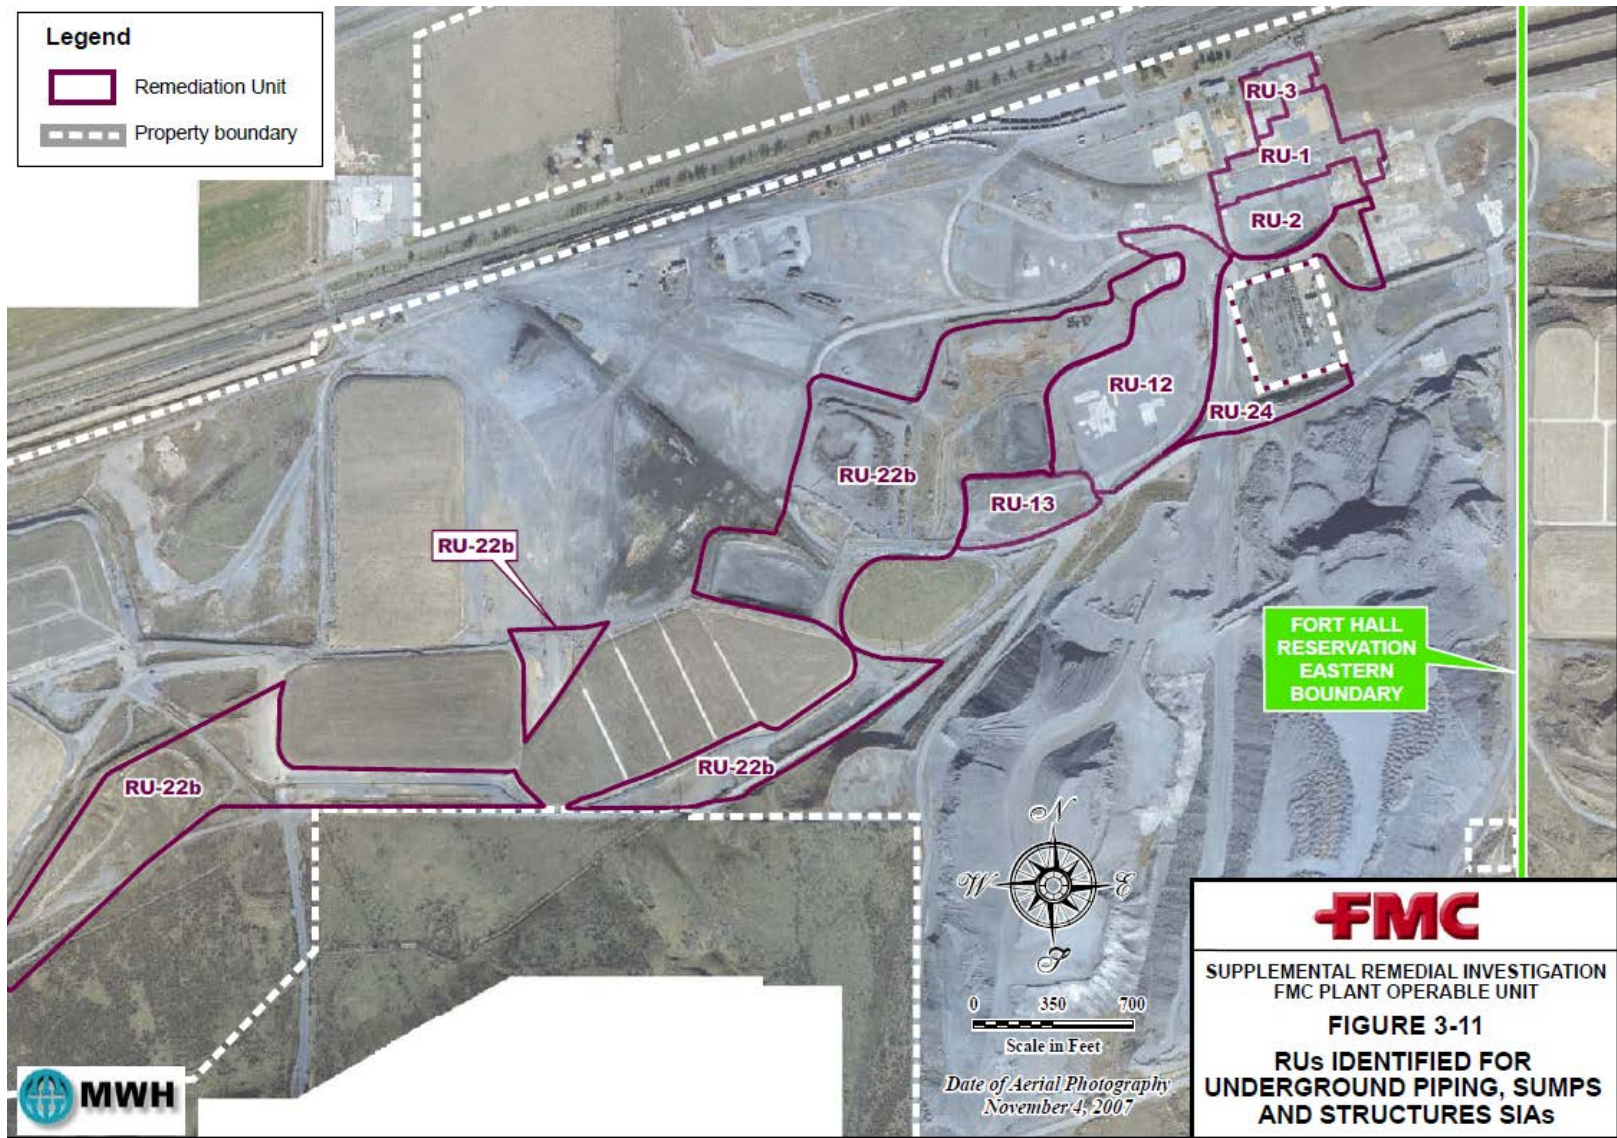 Legend
Remediation Unit
Property boundary
RU-3
RU-1
RU-2
RU-12
RU-24
RU-22b
RU-13
RU-22b
FORT HALL
RESERVATION
EASTERN
BOUNDARY
RU-22b
RU-22b
N
W
E
S
0 350 700
Scale in Feet
Date of Aerial Photography
November 4, 2007
MWH
FMC
SUPPLEMENTAL REMEDIAL INVESTIGATION
FMC PLANT OPERABLE UNIT
FIGURE 3-11
RUs IDENTIFIED FOR
UNDERGROUND PIPING, SUMPS
AND STRUCTURES SIAs